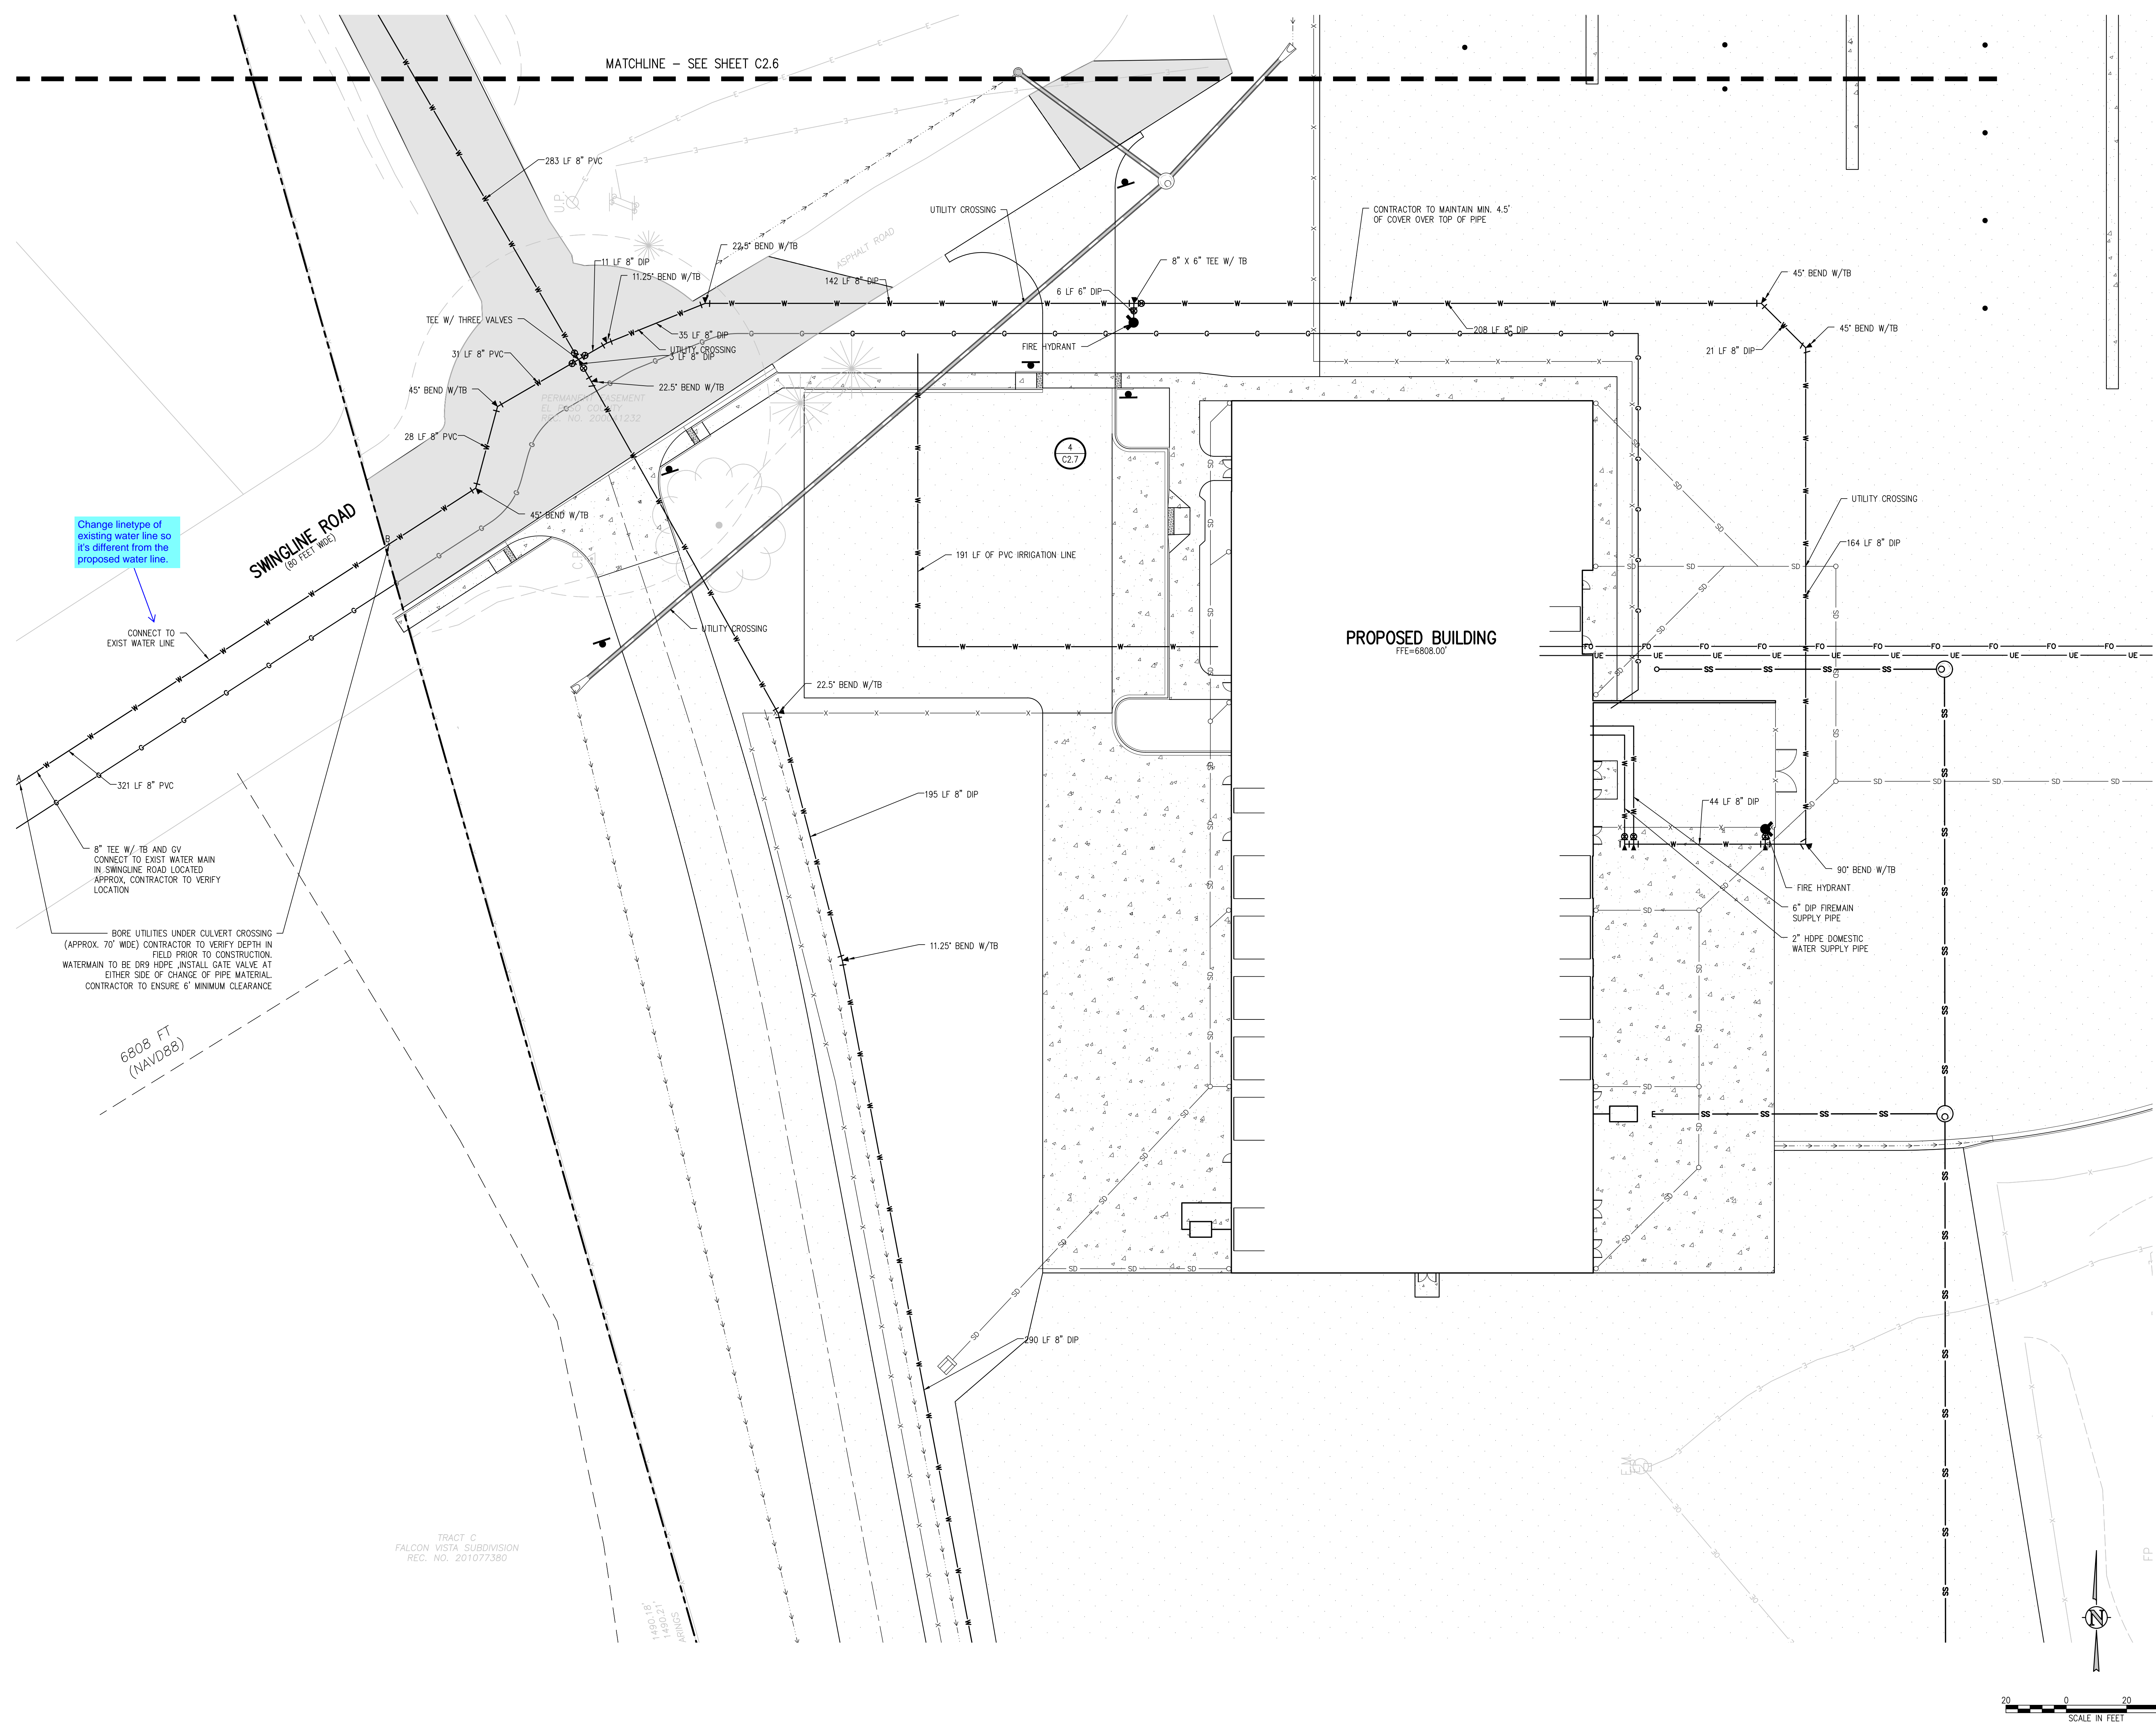 MATCHLINE – SEE SHEET C2.6
283 LF 8" PVC
U.P.
UTILITY CROSSING
CONTRACTOR TO MAINTAIN MIN. 4.5'
OF COVER OVER TOP OF PIPE
22.5° BEND W/TB
ASPHALT ROAD
11 LF 8" DIP
11.25° BEND W/TB
142 LF 8" DIP
8" X 6" TEE W/ TB
6 LF 6" DIP
45° BEND W/TB
TEE W/ THREE VALVES
35 LF 8" DIP
UTILITY CROSSING
3 LF 8" DIP
FIRE HYDRANT
208 LF 8" DIP
45° BEND W/TB
21 LF 8" DIP
31 LF 8" PVC
45° BEND W/TB
22.5° BEND W/TB
PERMANENT EASEMENT
EL PASO COUNTY
28 LF 8" PVC
4
C2.7
UTILITY CROSSING
SWINGLINE ROAD
(80 FEET WIDE)
45° BEND W/TB
Change linetype of
existing water line so
it's different from the
proposed water line.
B
191 LF OF PVC IRRIGATION LINE
164 LF 8" DIP
CONNECT TO
EXIST WATER LINE
UTILITY CROSSING
PROPOSED BUILDING
FFE=6808.00'
22.5° BEND W/TB
A
321 LF 8" PVC
195 LF 8" DIP
44 LF 8" DIP
8" TEE W/ TB AND GV
CONNECT TO EXIST WATER MAIN
IN SWINGLINE ROAD LOCATED
APPROX, CONTRACTOR TO VERIFY
LOCATION
90° BEND W/TB
FIRE HYDRANT
6" DIP FIREMAIN
SUPPLY PIPE
2" HDPE DOMESTIC
WATER SUPPLY PIPE
BORE UTILITIES UNDER CULVERT CROSSING
(APPROX. 70' WIDE) CONTRACTOR TO VERIFY DEPTH IN
FIELD PRIOR TO CONSTRUCTION.
WATERMAIN TO BE DR9 HDPE ,INSTALL GATE VALVE AT
EITHER SIDE OF CHANGE OF PIPE MATERIAL.
CONTRACTOR TO ENSURE 6' MINIMUM CLEARANCE
11.25° BEND W/TB
6808 FT
(NAVD88)
290 LF 8" DIP
TRACT C
FALCON VISTA SUBDIVISION
REC. NO. 201077380
1490.18'
1490.21'
ARINGS
FP
N
20 0 20
SCALE IN FEET